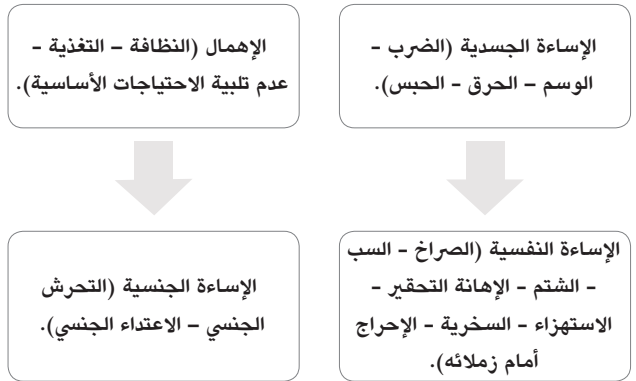 الإساءة الجسدية (الضرب –
الوسم – الحرق – الحبس).
الإهمال (النظافة – التغذية –
عدم تلبية الاحتياجات الأساسية).
الإساءة النفسية (الصراخ – السب
– الشتم – الإهانة التحقير –
الاستهزاء – السخرية – الإحراج
أمام زملائه).
الإساءة الجنسية (التحرش
الجنسي – الاعتداء الجنسي).